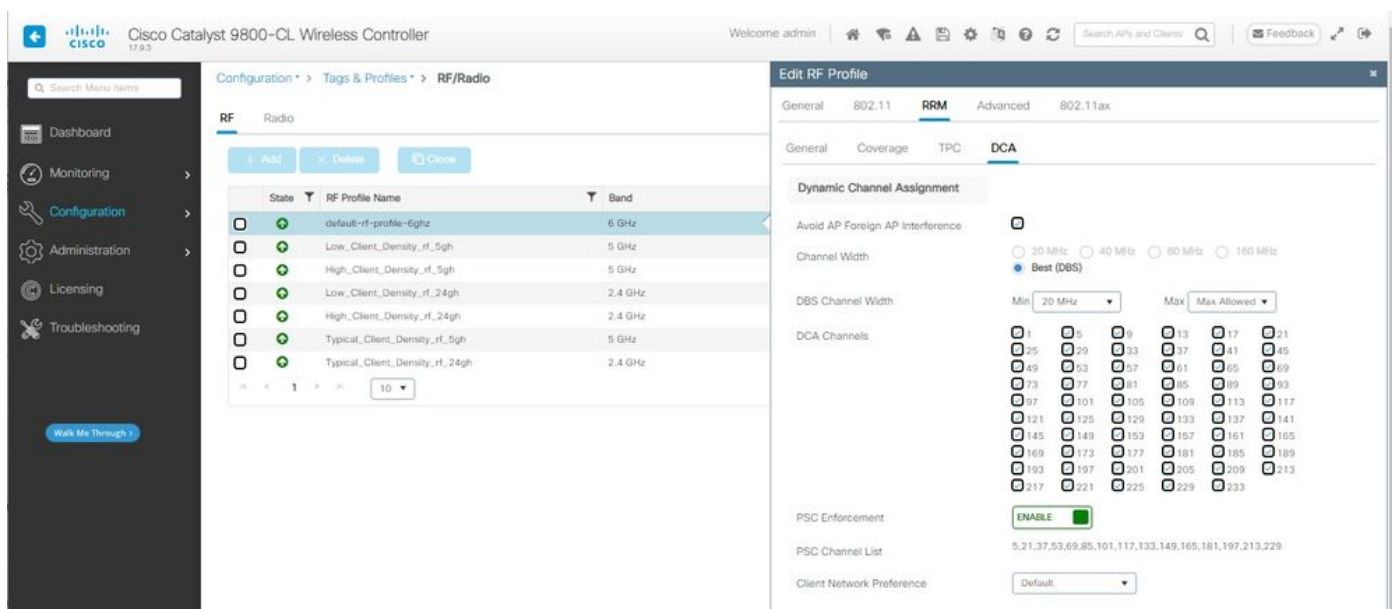 CISCO
Cisco Catalyst 9800-CL Wireless Controller
17.9.3
Welcome admin
Search APs and Clients
Feedback
Search Menu Items
Dashboard
Monitoring
Configuration
Administration
Licensing
Troubleshooting
Walk Me Through >
Configuration > Tags & Profiles > RF/Radio
RF Radio
+ Add × Delete Clone
State RF Profile Name Band
default-rf-profile-6ghz 6 GHz
Low_Client_Density_rf_5gh 5 GHz
High_Client_Density_rf_5gh 5 GHz
Low_Client_Density_rf_24gh 2.4 GHz
High_Client_Density_rf_24gh 2.4 GHz
Typical_Client_Density_rf_5gh 5 GHz
Typical_Client_Density_rf_24gh 2.4 GHz
1 10
Edit RF Profile
General 802.11 RRM Advanced 802.11ax
General Coverage TPC DCA
Dynamic Channel Assignment
Avoid AP Foreign AP Interference
Channel Width 20 MHz 40 MHz 80 MHz 160 MHz
Best (DBS)
DBS Channel Width Min 20 MHz Max Max Allowed
DCA Channels 1 5 9 13 17 21
25 29 33 37 41 45
49 53 57 61 65 69
73 77 81 85 89 93
97 101 105 109 113 117
121 125 129 133 137 141
145 149 153 157 161 165
169 173 177 181 185 189
193 197 201 205 209 213
217 221 225 229 233
PSC Enforcement ENABLE
PSC Channel List 5,21,37,53,69,85,101,117,133,149,165,181,197,213,229
Client Network Preference Default